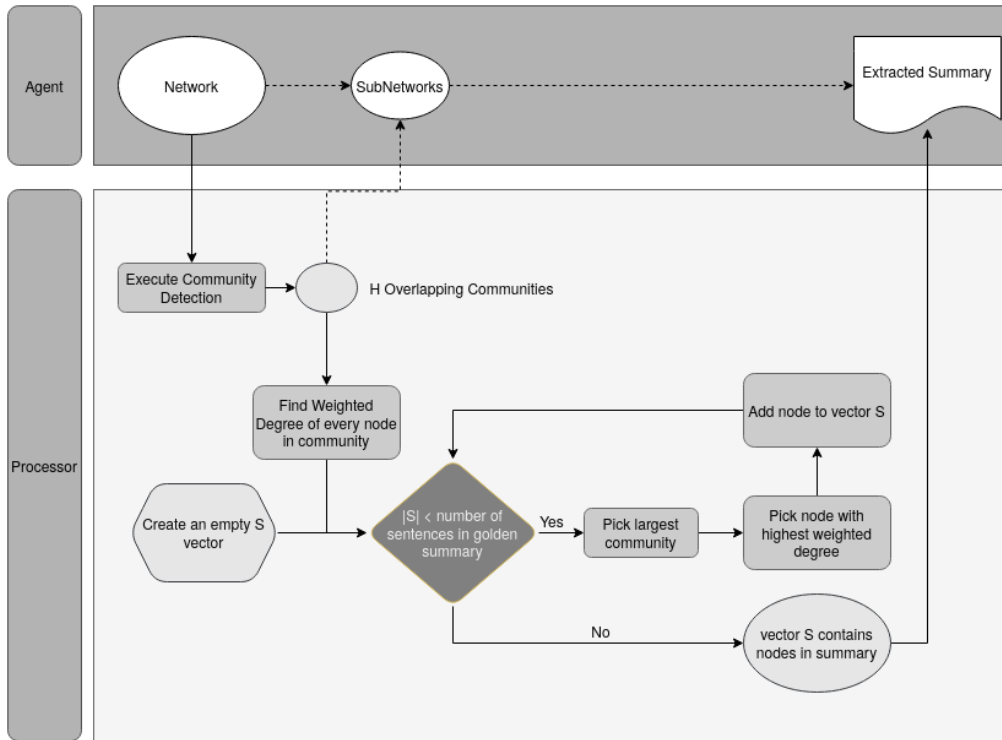 Agent
Network
SubNetworks
Extracted Summary
Processor
Execute Community
Detection
H Overlapping Communities
Find Weighted
Degree of every node
in community
Add node to vector S
Create an empty S
vector
|S| < number of
sentences in golden
summary
Yes
Pick largest
community
Pick node with
highest weighted
degree
No
vector S contains
nodes in summary